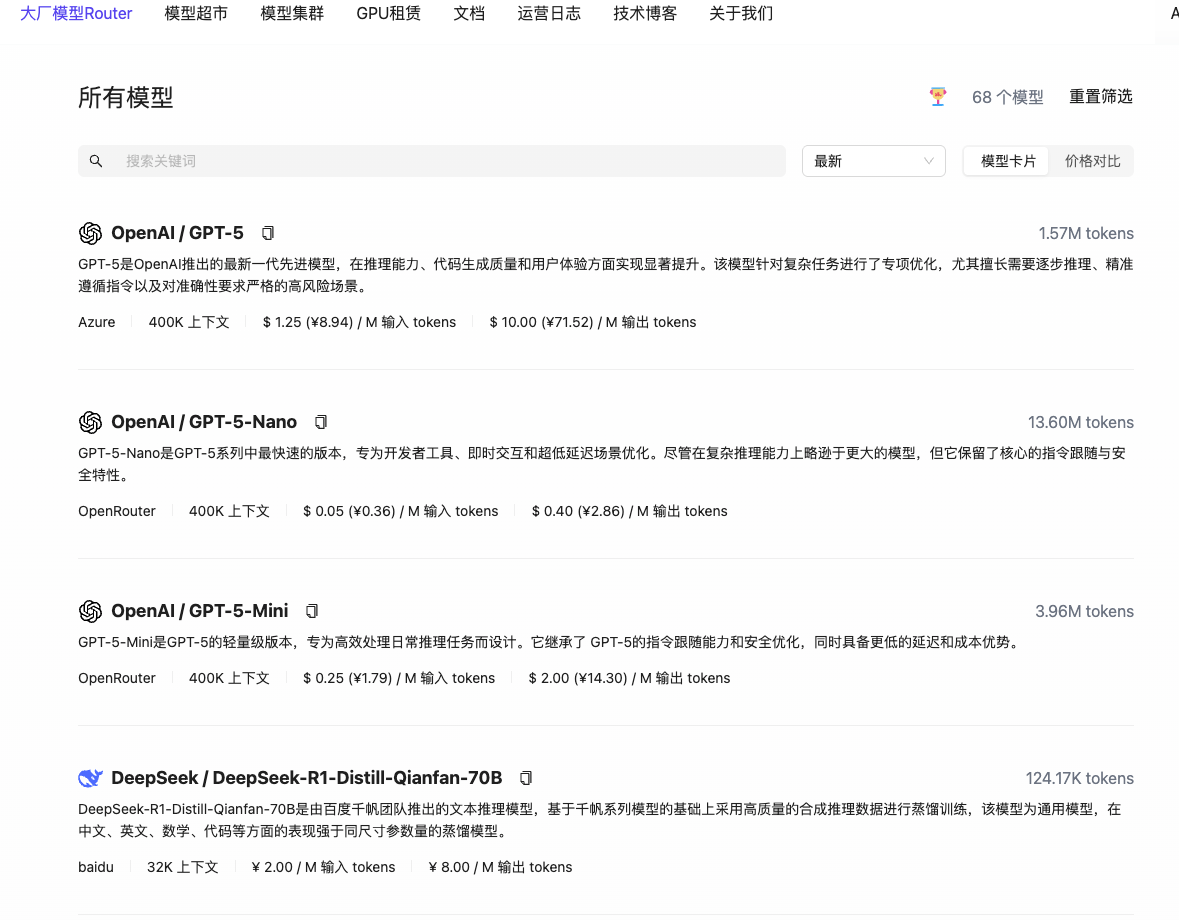 大厂模型Router 模型超市 模型集群 GPU租赁 文档 运营日志 技术博客 关于我们 A
所有模型 68 个模型 重置筛选
搜索关键词 最新 模型卡片 价格对比
OpenAI / GPT-5 1.57M tokens
GPT-5是OpenAI推出的最新一代先进模型，在推理能力、代码生成质量和用户体验方面实现显著提升。该模型针对复杂任务进行了专项优化，尤其擅长需要逐步推理、精准
遵循指令以及对准确性要求严格的高风险场景。
Azure 400K 上下文 $ 1.25 (¥8.94) / M 输入 tokens $ 10.00 (¥71.52) / M 输出 tokens
OpenAI / GPT-5-Nano 13.60M tokens
GPT-5-Nano是GPT-5系列中最快速的版本，专为开发者工具、即时交互和超低延迟场景优化。尽管在复杂推理能力上略逊于更大的模型，但它保留了核心的指令跟随与安
全特性。
OpenRouter 400K 上下文 $ 0.05 (¥0.36) / M 输入 tokens $ 0.40 (¥2.86) / M 输出 tokens
OpenAI / GPT-5-Mini 3.96M tokens
GPT-5-Mini是GPT-5的轻量级版本，专为高效处理日常推理任务而设计。它继承了 GPT-5的指令跟随能力和安全优化，同时具备更低的延迟和成本优势。
OpenRouter 400K 上下文 $ 0.25 (¥1.79) / M 输入 tokens $ 2.00 (¥14.30) / M 输出 tokens
DeepSeek / DeepSeek-R1-Distill-Qianfan-70B 124.17K tokens
DeepSeek-R1-Distill-Qianfan-70B是由百度千帆团队推出的文本推理模型，基于千帆系列模型的基础上采用高质量的合成推理数据进行蒸馏训练，该模型为通用模型，在
中文、英文、数学、代码等方面的表现强于同尺寸参数量的蒸馏模型。
baidu 32K 上下文 ¥ 2.00 / M 输入 tokens ¥ 8.00 / M 输出 tokens